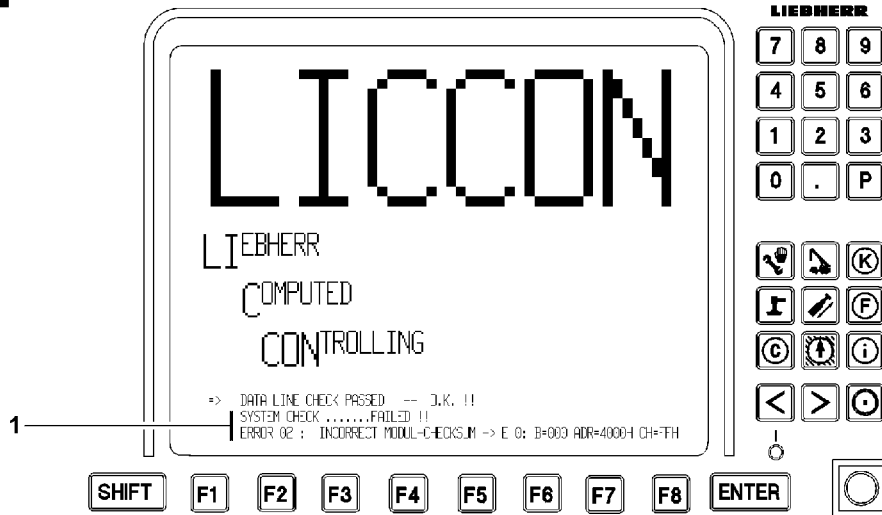 LIEBHERR
7 8 9
4 5 6
1 2 3
0 . P
LICCON
LIEBHERR
COMPUTED
CONTROLLING
K
F
C i
=> DATA LINE CHECK PASSED -- O.K. !!
SYSTEM CHECK .......FAILED !!
1
ERROR 02 : INCORRECT MODUL-CHECKSUM -> E 0: B=000 ADR=4000H CH=FFH
< >
SHIFT F1 F2 F3 F4 F5 F6 F7 F8 ENTER